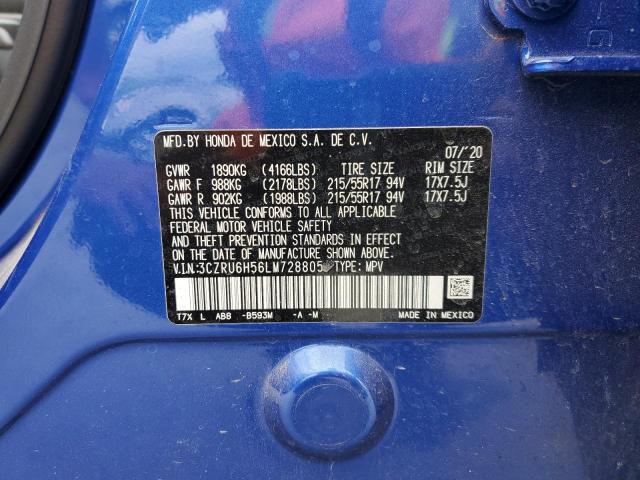 MFD. BY HONDA DE MEXICO S.A. DE C.V.
07/'20
GVWR 1890KG (4166LBS) TIRE SIZE RIM SIZE
GAWR F 988KG (2178LBS) 215/55R17 94V 17X7.5J
GAWR R 902KG (1988LBS) 215/55R17 94V 17X7.5J
THIS VEHICLE CONFORMS TO ALL APPLICABLE
FEDERAL MOTOR VEHICLE SAFETY
AND THEFT PREVENTION STANDARDS IN EFFECT ON
THE DATE OF MANUFACTURE SHOWN ABOVE.
V.I.N:3CZRU6H56LM728805 TYPE: MPV
T7X L AB8 -B593M -A -M MADE IN MEXICO